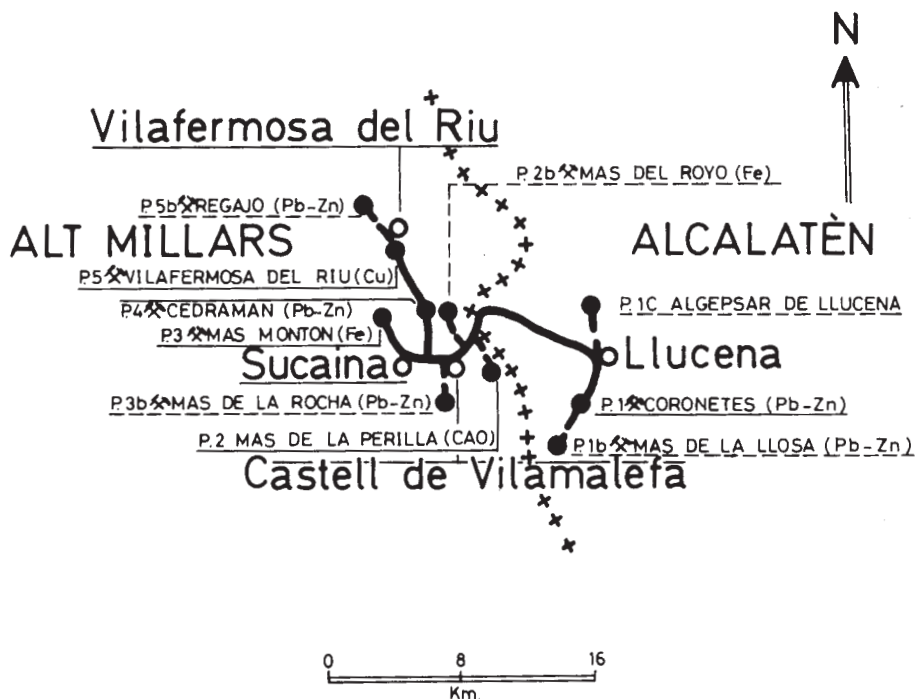 N
Vilafermosa del Riu
P.2b MAS DEL ROYO (Fe)
P.5b REGAJO (Pb-Zn)
ALT MILLARS
ALCALATÈN
P.5 VILAFERMOSA DEL RIU (Cu)
P.4 CEDRAMAN (Pb-Zn)
P.1C ALGEPSAR DE LLUCENA
P.3 MAS MONTON (Fe)
Sucaina
Llucena
P.3b MAS DE LA ROCHA (Pb-Zn)
P.1 CORONETES (Pb-Zn)
P.2 MAS DE LA PERILLA (CAO)
P.1b MAS DE LA LLOSA (Pb-Zn)
Castell de Vilamalefa
0 8 16
Km.